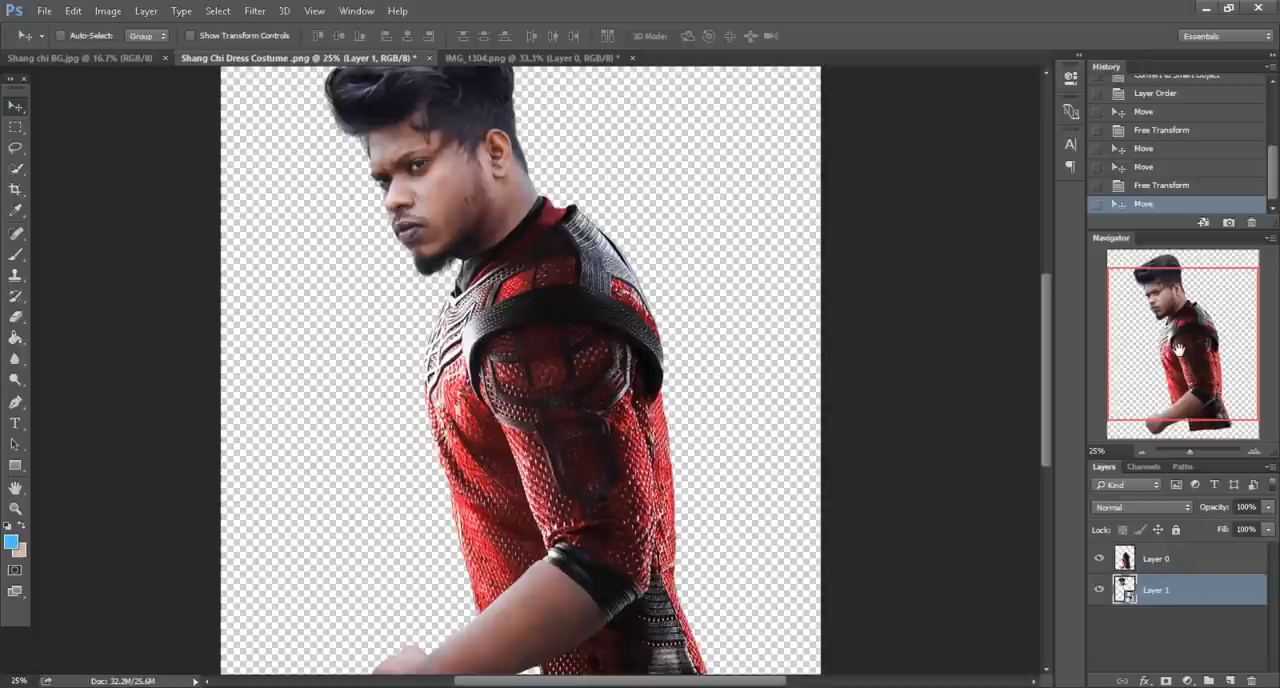 Ps File Edit Image Layer Type Select Filter 3D View Window Help
Auto-Select: Group Show Transform Controls 3D Mode: Essentials
Shang chi BG.jpg @ 16.7% (RGB/8) × Shang Chi Dress Costume .png @ 25% (Layer 1, RGB/8) * × IMG_1304.png @ 33.3% (Layer 0, RGB/8) * ×
History
Convert to Smart Object
Layer Order
Move
Free Transform
Move
Move
Free Transform
Move
Navigator
25%
Layers Channels Paths
Kind
Normal Opacity: 100%
Lock: Fill: 100%
Layer 0
Layer 1
25% Doc: 32.2M/25.6M